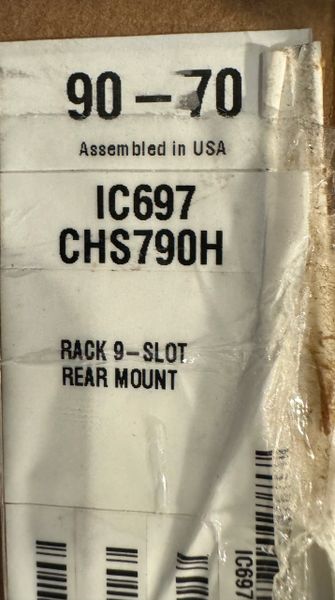 90-70
Assembled in USA
IC697
CHS790H
RACK 9-SLOT
REAR MOUNT
IC697